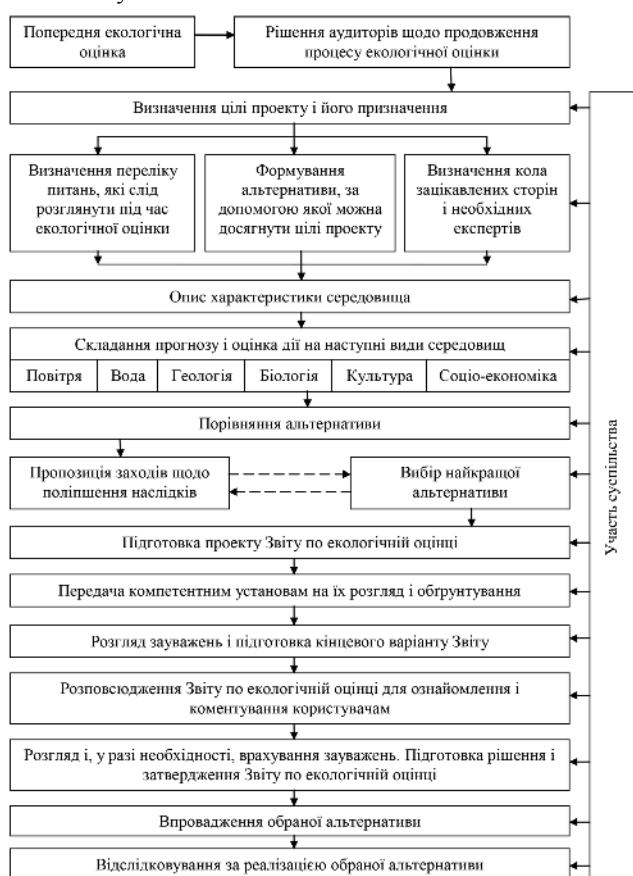 Попередня екологічна
оцінка
Рішення аудиторів щодо продовження
процесу екологічної оцінки
Визначення цілі проекту і його призначення
Визначення переліку
питань, які слід
розглянути під час
екологічної оцінки
Формування
альтернативи, за
допомогою якої можна
досягнути цілі проекту
Визначення кола
зацікавлених сторін
і необхідних
експертів
Опис характеристики середовища
Складання прогнозу і оцінка дії на наступні види середовищ
Повітря
Вода
Геологія
Біологія
Культура
Соціо-економіка
Порівняння альтернативи
Пропозиція заходів щодо
поліпшення наслідків
Вибір найкращої
альтернативи
Підготовка проекту Звіту по екологічній оцінці
Передача компетентним установам на їх розгляд і обґрунтування
Розгляд зауважень і підготовка кінцевого варіанту Звіту
Розповсюдження Звіту по екологічній оцінці для ознайомлення і
коментування користувачам
Розгляд і, у разі необхідності, врахування зауважень. Підготовка рішення і
затвердження Звіту по екологічній оцінці
Впровадження обраної альтернативи
Відслідковування за реалізацією обраної альтернативи
Участь суспільства